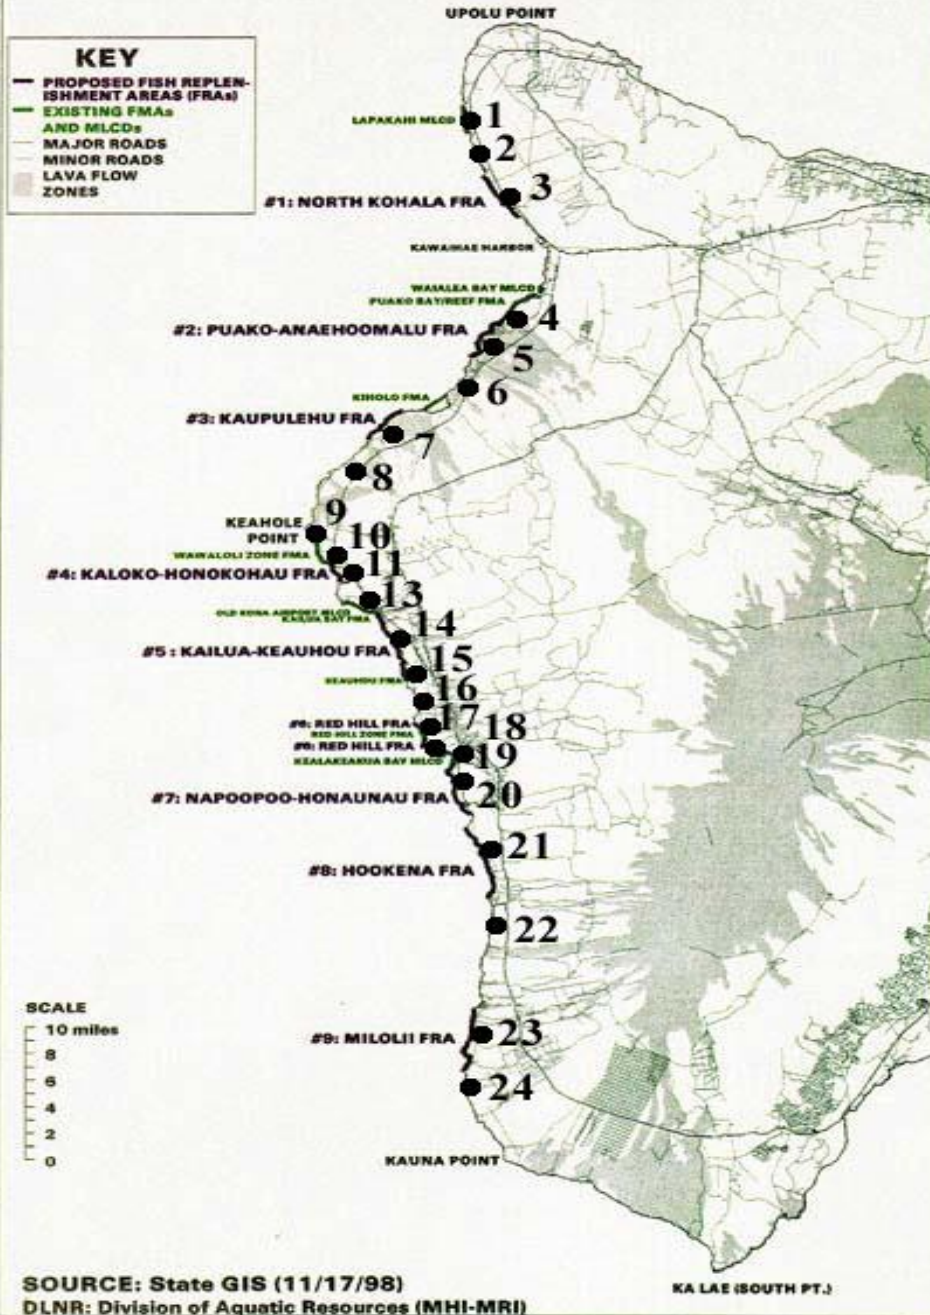 UPOLU POINT
KEY
PROPOSED FISH REPLEN-
ISHMENT AREAS (FRAs)
EXISTING FMAs
AND MLCDs
MAJOR ROADS
MINOR ROADS
LAVA FLOW
ZONES
LAPAKAHI MLCD
1
2
3
#1: NORTH KOHALA FRA
KAWAIHAE HARBOR
WAIALEA BAY MLCD
PUAKO BAY/REEF FMA
4
#2: PUAKO-ANAEHOOMALU FRA
5
6
KIHOLO FMA
#3: KAUPULEHU FRA
7
8
9
KEAHOLE
POINT
10
WAWALOLI ZONE FMA
11
#4: KALOKO-HONOKOHAU FRA
13
OLD KONA AIRPORT MLCD
KAILUA BAY FMA
14
#5 : KAILUA-KEAUHOU FRA
15
KEAUHOU FMA
16
17
#6: RED HILL FRA
RED HILL ZONE FMA
18
#6: RED HILL FRA
19
KEALAKEAKUA BAY MLCD
20
#7: NAPOOPOO-HONAUNAU FRA
21
#8: HOOKENA FRA
22
SCALE
10 miles
8
6
4
2
0
23
#9: MILOLII FRA
24
KAUNA POINT
SOURCE: State GIS (11/17/98)
DLNR: Division of Aquatic Resources (MHI-MRI)
KA LAE (SOUTH PT.)